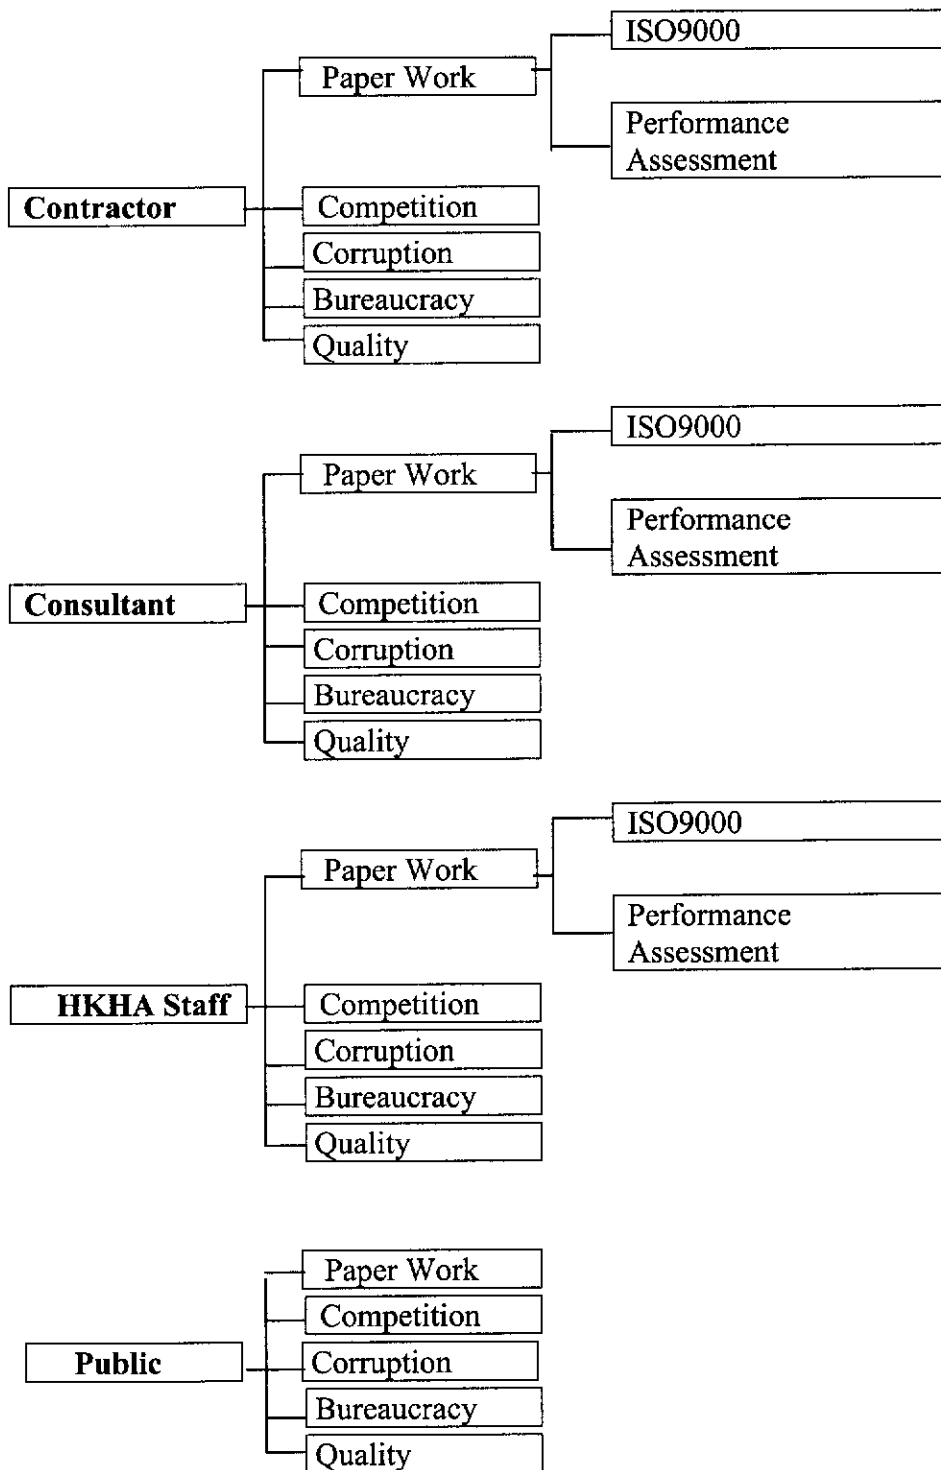 ISO9000
Paper Work
Performance
Assessment
Contractor
Competition
Corruption
Bureaucracy
Quality
ISO9000
Paper Work
Performance
Assessment
Consultant
Competition
Corruption
Bureaucracy
Quality
ISO9000
Paper Work
Performance
Assessment
HKHA Staff
Competition
Corruption
Bureaucracy
Quality
Paper Work
Competition
Public
Corruption
Bureaucracy
Quality